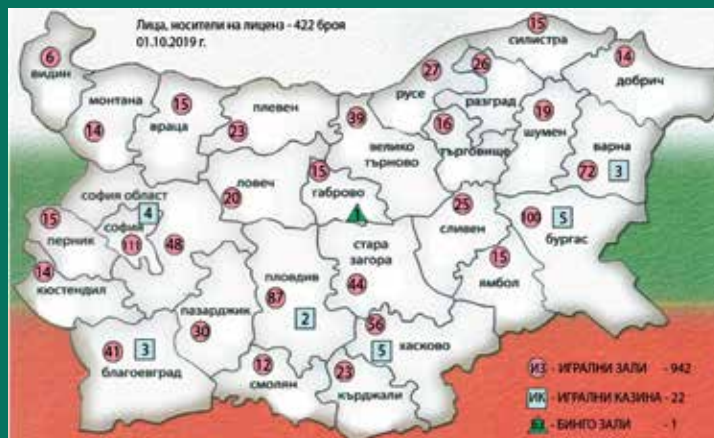 Лица, носители на лиценз - 422 броя
01.10.2019 г.
15
силистра
6
видин
14
добрич
27
русе
26
разград
монтана
14
15
враца
плевен
23
39
велико
търново
16
търговище
19
шумен
варна
72
3
софия област
4
ловеч
20
15
габрово
1
25
сливен
100
5
бургас
15
перник
софия
111
48
стара
загора
44
15
ямбол
14
кюстендил
пловдив
87
2
пазарджик
30
56
5
хасково
41
3
благоевград
12
смолян
23
кърджали
ИЗ - ИГРАЛНИ ЗАЛИ - 942
ИК - ИГРАЛНИ КАЗИНА - 22
- БИНГО ЗАЛИ - 1